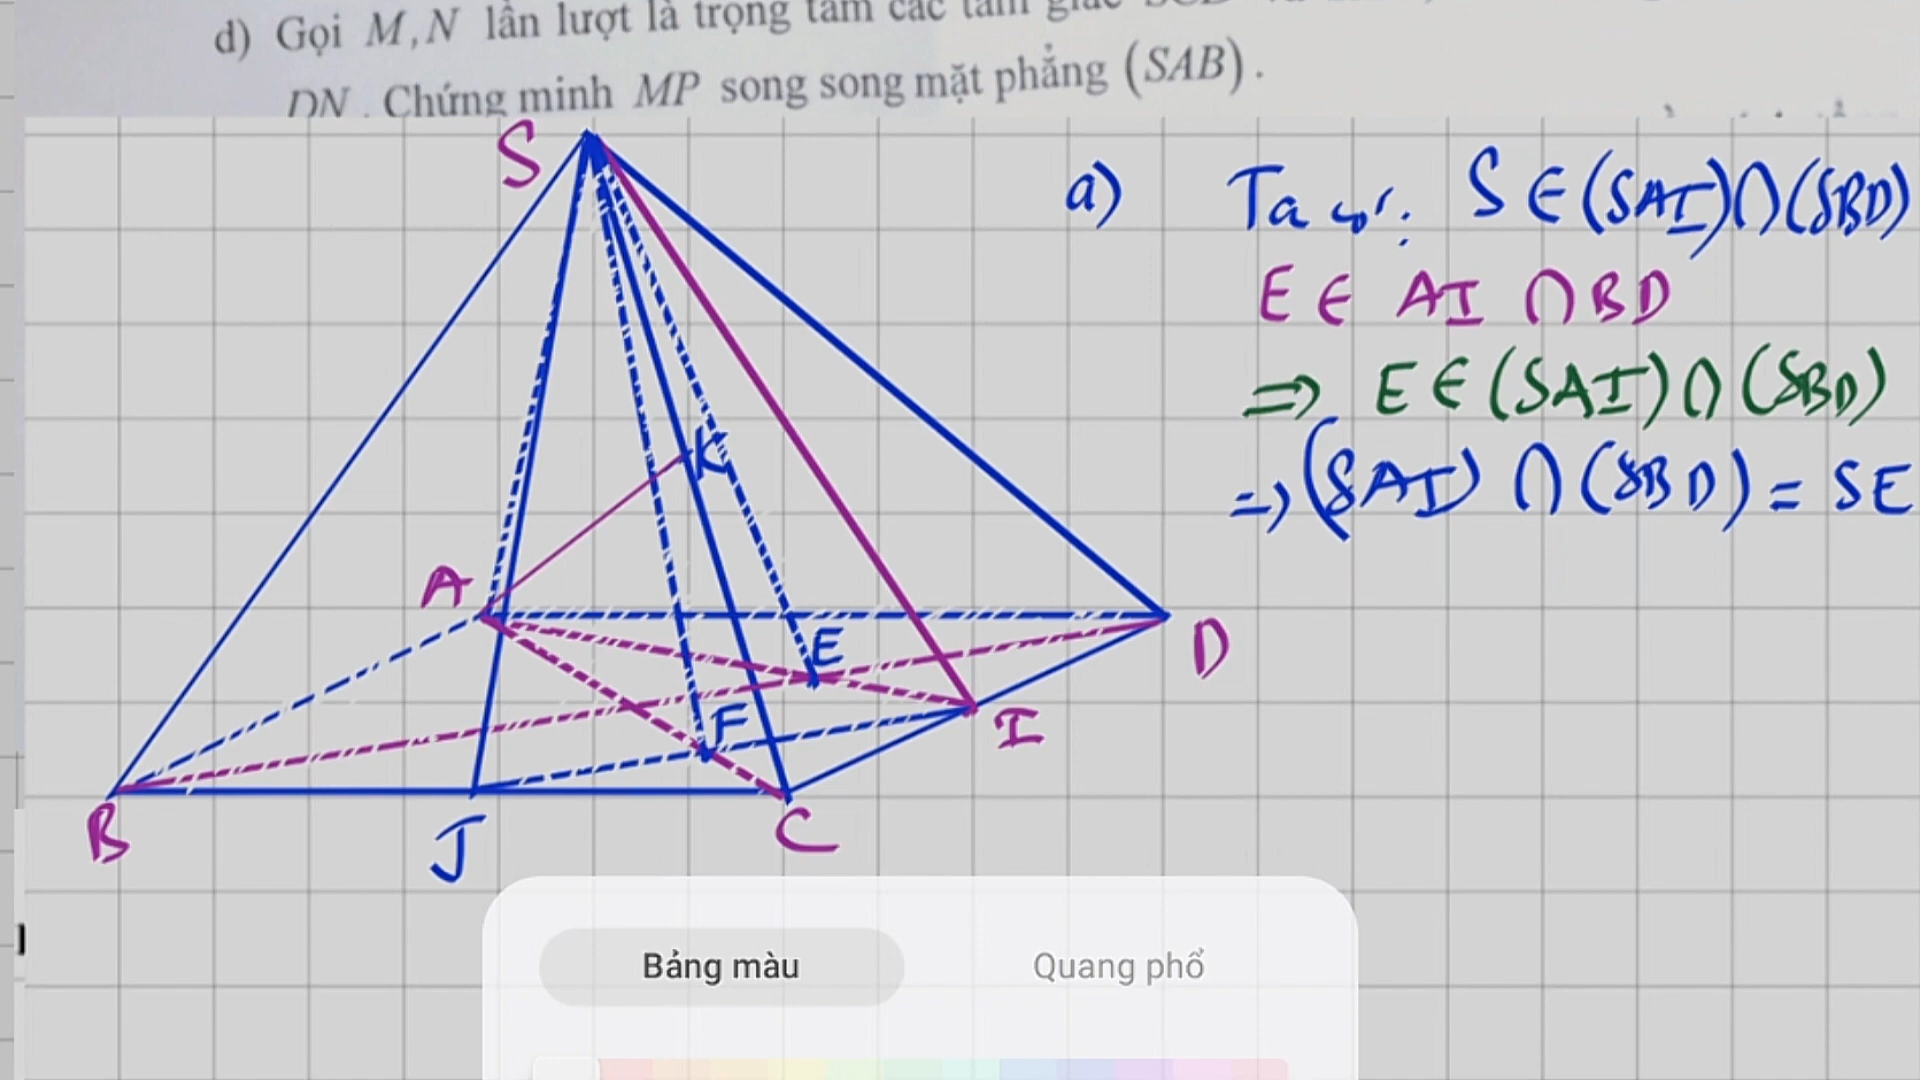 d) Gọi M, N lần lượt là trọng tâm các tam giác
DN. Chứng minh MP song song mặt phẳng (SAB).
S
a) Ta có: S ∈ (SAI) ∩ (SBD)
E ∈ AI ∩ BD
⇒ E ∈ (SAI) ∩ (SBD)
⇒ (SAI) ∩ (SBD) = SE
K
A
E
D
F
I
B
J
C
Bảng màu
Quang phổ